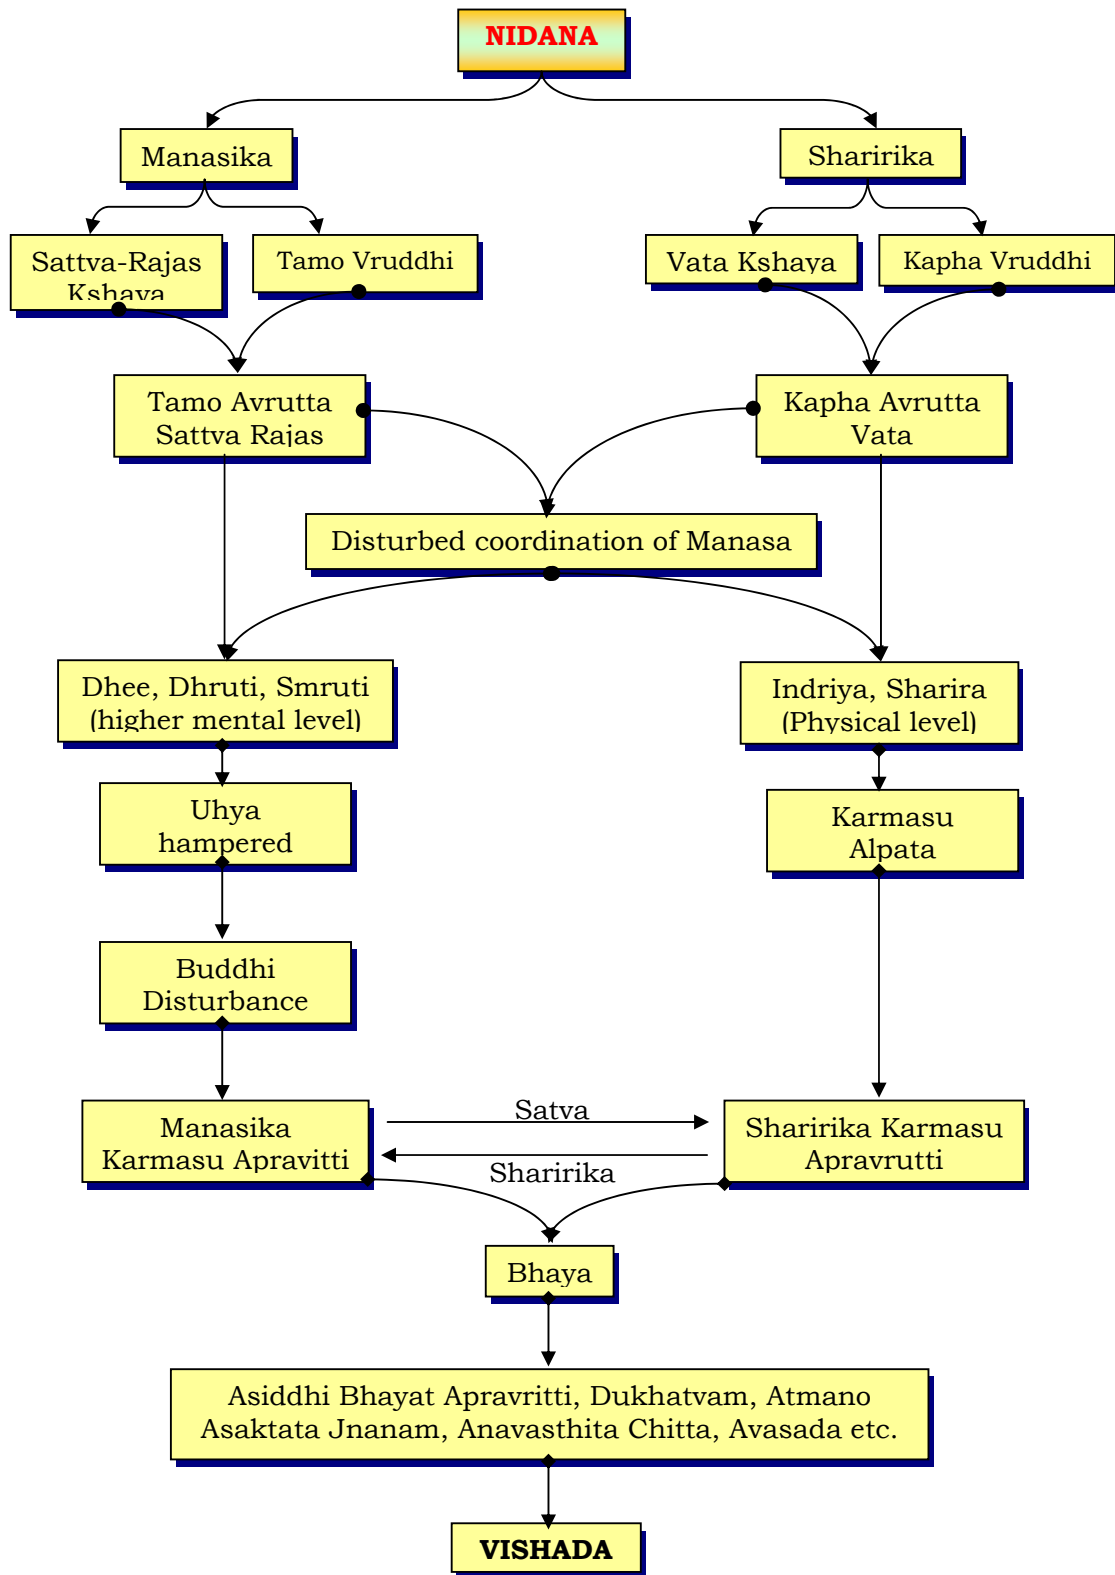 NIDANA
Manasika
Sharirika
Sattva-Rajas
Kshaya
Tamo Vruddhi
Vata Kshaya
Kapha Vruddhi
Tamo Avrutta
Sattva Rajas
Kapha Avrutta
Vata
Disturbed coordination of Manasa
Dhee, Dhruti, Smruti
(higher mental level)
Indriya, Sharira
(Physical level)
Uhya
hampered
Karmasu
Alpata
Buddhi
Disturbance
Manasika
Karmasu Apravitti
Satva
Sharirika
Sharirika Karmasu
Apravrutti
Bhaya
Asiddhi Bhayat Apravritti, Dukhatvam, Atmano
Asaktata Jnanam, Anavasthita Chitta, Avasada etc.
VISHADA